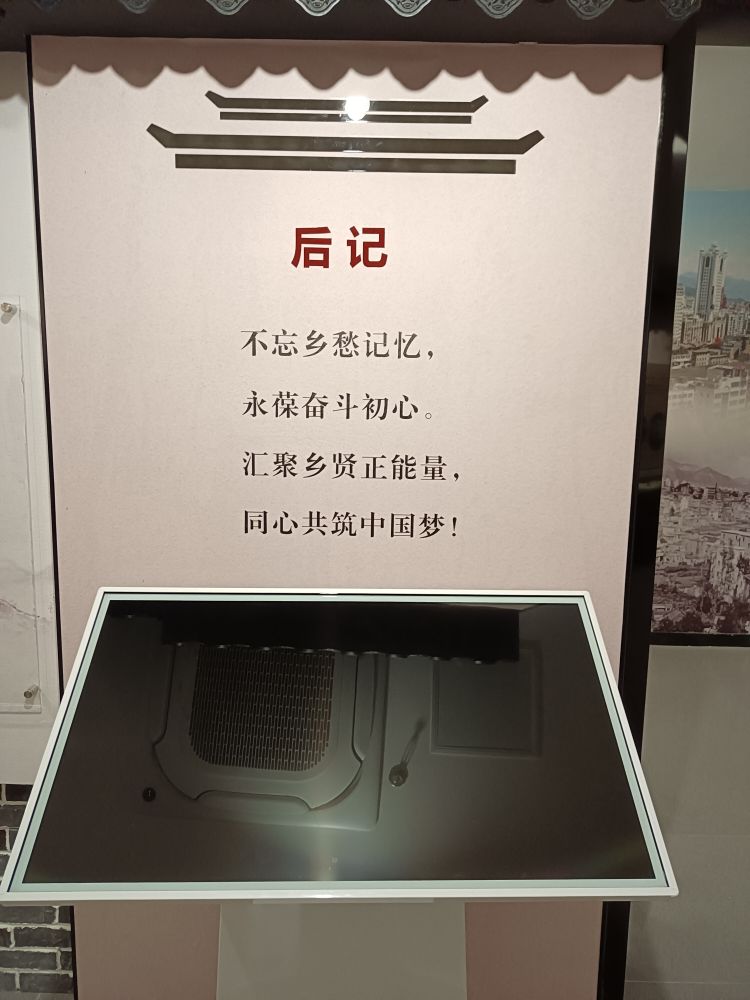 后记
不忘乡愁记忆，
永葆奋斗初心。
汇聚乡贤正能量，
同心共筑中国梦！